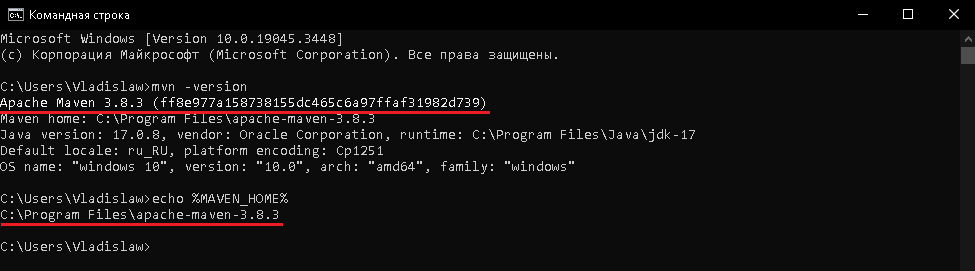 Командная строка
Microsoft Windows [Version 10.0.19045.3448]
(c) Корпорация Майкрософт (Microsoft Corporation). Все права защищены.
C:\Users\Vladislaw>mvn -version
Apache Maven 3.8.3 (ff8e977a158738155dc465c6a97ffaf31982d739)
Maven home: C:\Program Files\apache-maven-3.8.3
Java version: 17.0.8, vendor: Oracle Corporation, runtime: C:\Program Files\Java\jdk-17
Default locale: ru_RU, platform encoding: Cp1251
OS name: "windows 10", version: "10.0", arch: "amd64", family: "windows"
C:\Users\Vladislaw>echo %MAVEN_HOME%
C:\Program Files\apache-maven-3.8.3
C:\Users\Vladislaw>